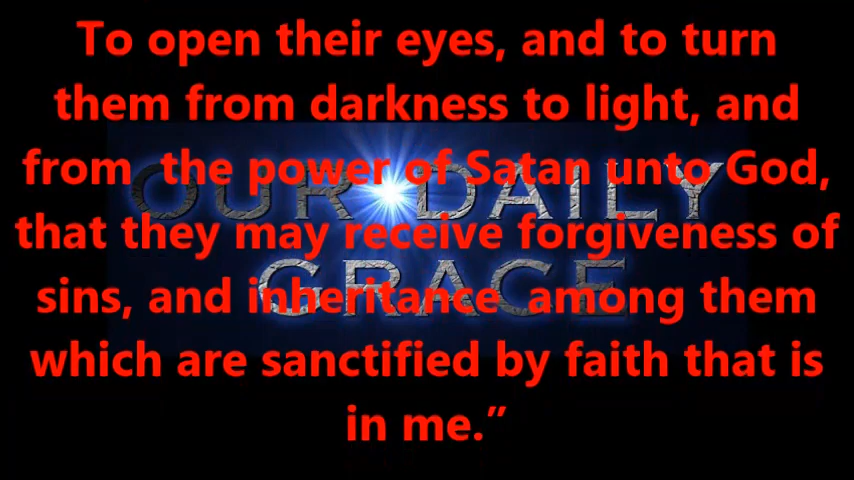 To open their eyes, and to turn
them from darkness to light, and
from  the power of Satan unto God,
that they may receive forgiveness of
sins, and inheritance  among them
which are sanctified by faith that is
in me.”
OUR DAILY
GRACE